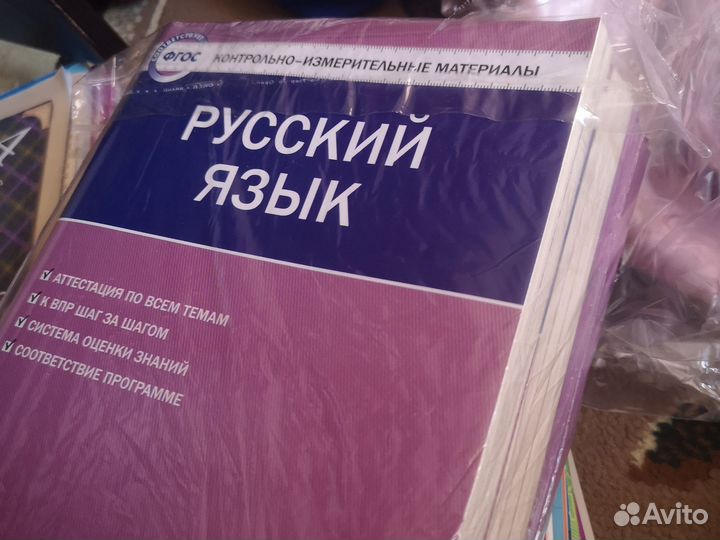 СООТВЕТСТВУЕТ
ФГОС
КОНТРОЛЬНО-ИЗМЕРИТЕЛЬНЫЕ МАТЕРИАЛЫ
РУССКИЙ
ЯЗЫК
АТТЕСТАЦИЯ ПО ВСЕМ ТЕМАМ
К ВПР ШАГ ЗА ШАГОМ
СИСТЕМА ОЦЕНКИ ЗНАНИЙ
СООТВЕТСТВИЕ ПРОГРАММЕ
Avito